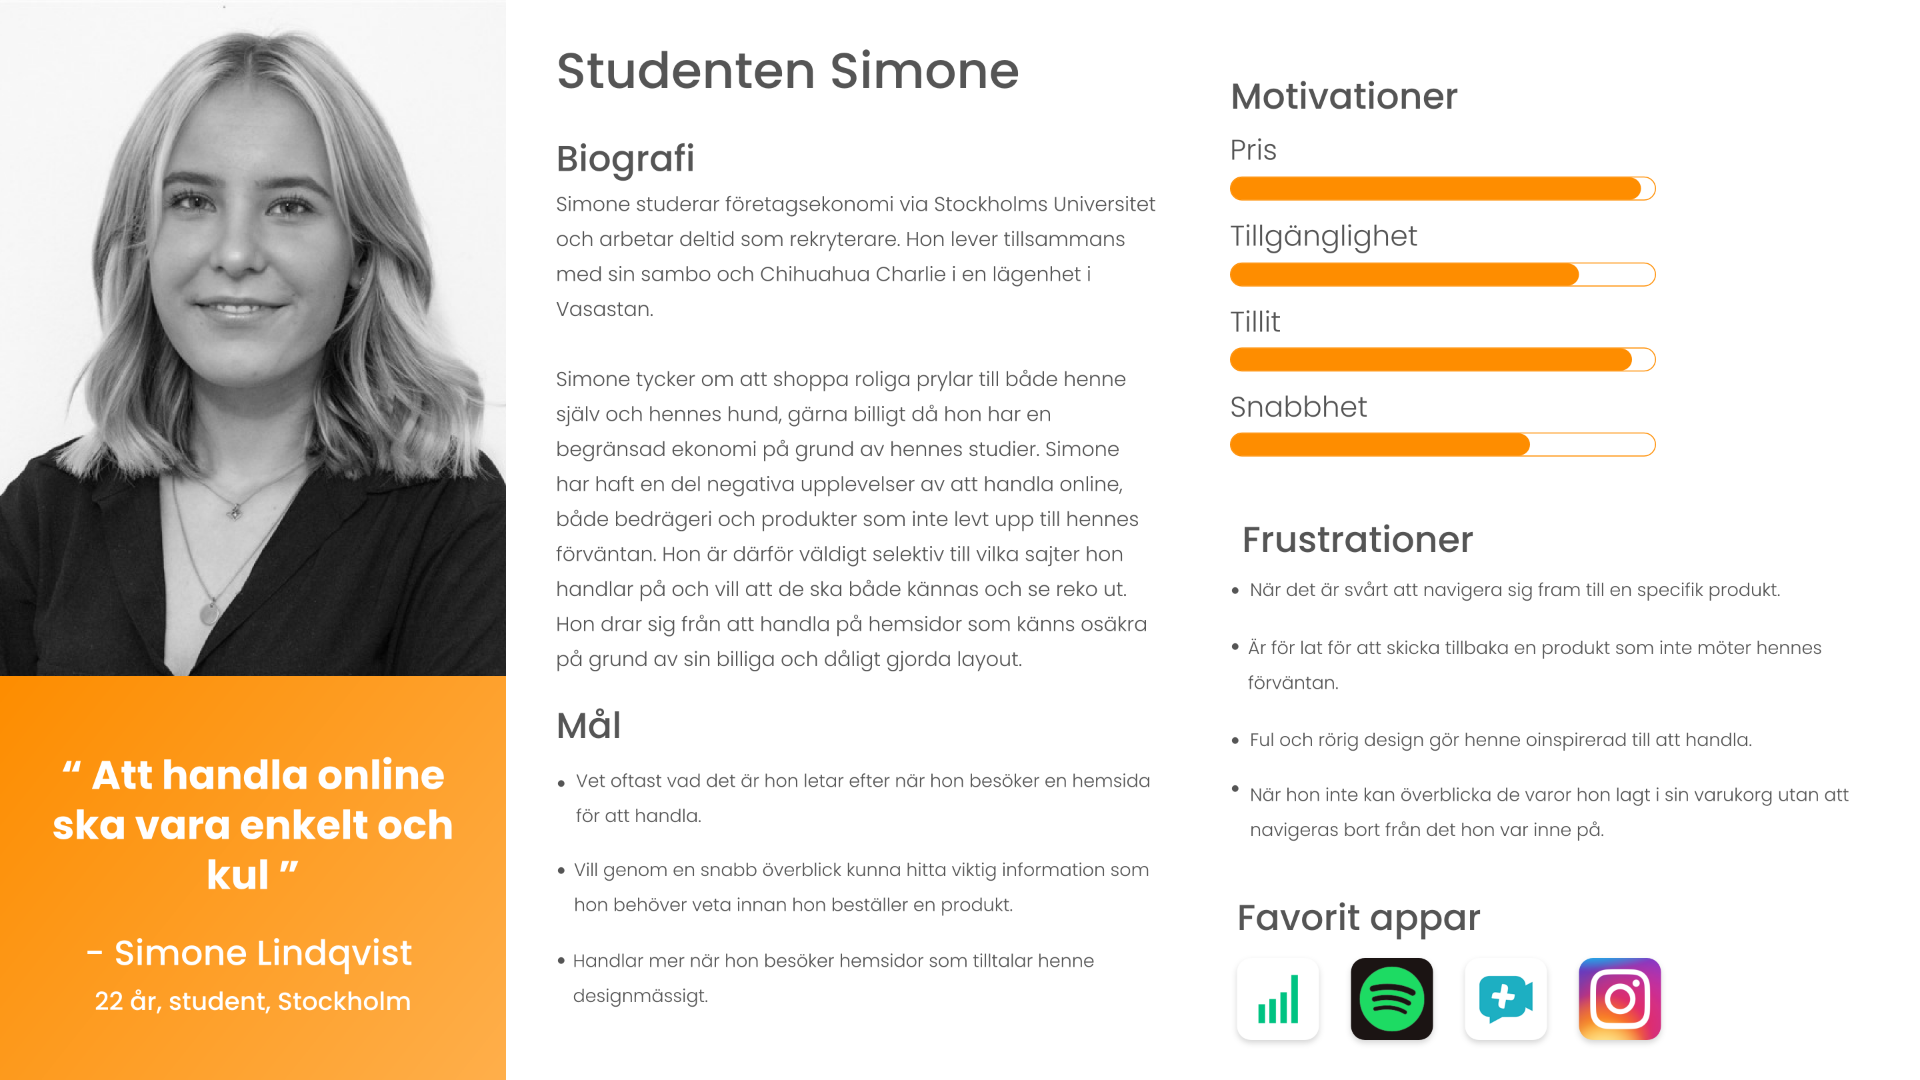 “ Att handla online
ska vara enkelt och
kul ”
- Simone Lindqvist
22 år, student, Stockholm
Studenten Simone
Biografi
Simone studerar företagsekonomi via Stockholms Universitet
och arbetar deltid som rekryterare. Hon lever tillsammans
med sin sambo och Chihuahua Charlie i en lägenhet i
Vasastan.
Simone tycker om att shoppa roliga prylar till både henne
själv och hennes hund, gärna billigt då hon har en
begränsad ekonomi på grund av hennes studier. Simone
har haft en del negativa upplevelser av att handla online,
både bedrägeri och produkter som inte levt upp till hennes
förväntan. Hon är därför väldigt selektiv till vilka sajter hon
handlar på och vill att de ska både kännas och se reko ut.
Hon drar sig från att handla på hemsidor som känns osäkra
på grund av sin billiga och dåligt gjorda layout.
Mål
• Vet oftast vad det är hon letar efter när hon besöker en hemsida
för att handla.
• Vill genom en snabb överblick kunna hitta viktig information som
hon behöver veta innan hon beställer en produkt.
• Handlar mer när hon besöker hemsidor som tilltalar henne
designmässigt.
Motivationer
Pris
Tillgänglighet
Tillit
Snabbhet
Frustrationer
• När det är svårt att navigera sig fram till en specifik produkt.
• Är för lat för att skicka tillbaka en produkt som inte möter hennes
förväntan.
• Ful och rörig design gör henne oinspirerad till att handla.
• När hon inte kan överblicka de varor hon lagt i sin varukorg utan att
navigeras bort från det hon var inne på.
Favorit appar